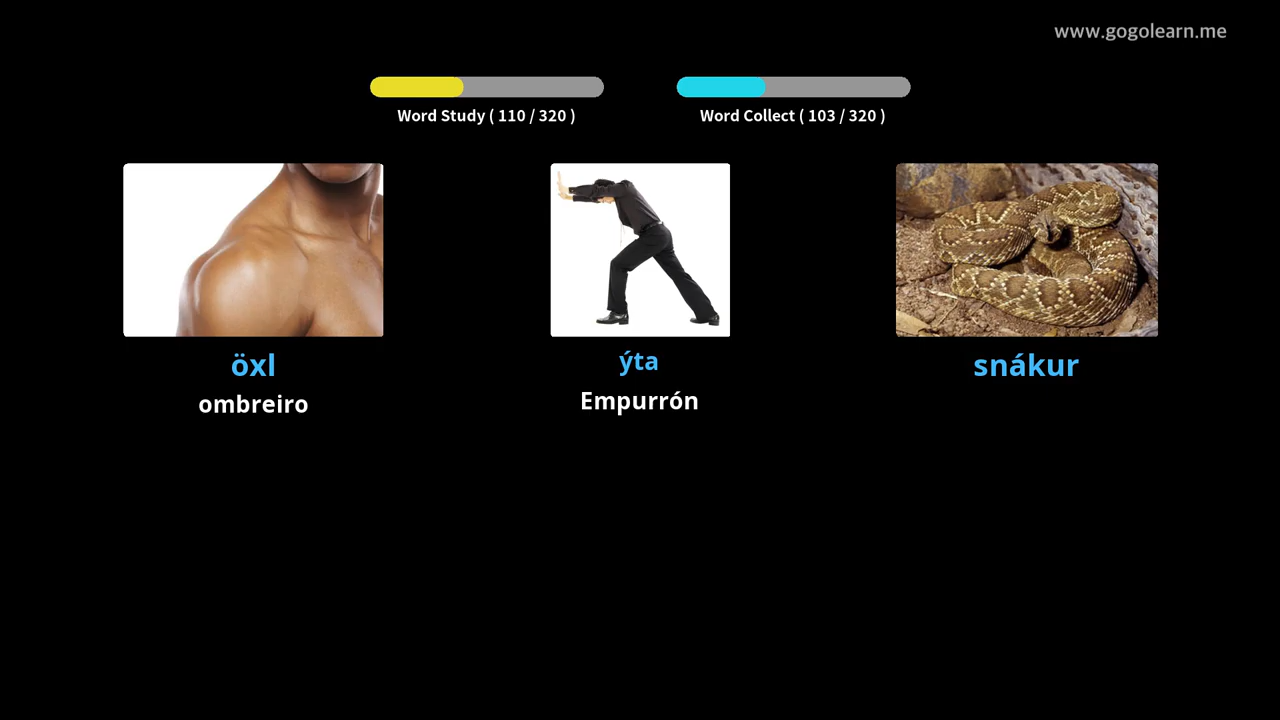 www.gogolearn.me
Word Study ( 110 / 320 )
Word Collect ( 103 / 320 )
öxl
ombreiro
ýta
Empurrón
snákur